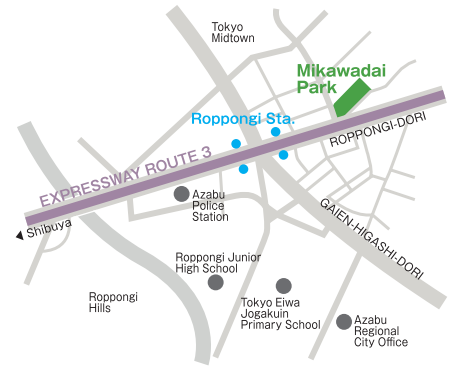 Tokyo
Midtown
Mikawadai
Park
Roppongi Sta.
ROPPONGI-DORI
EXPRESSWAY ROUTE 3
Azabu
Police
Station
Shibuya
GAIEN-HIGASHI-DORI
Roppongi Junior
High School
Roppongi
Hills
Tokyo Eiwa
Jogakuin
Primary School
Azabu
Regional
City Office